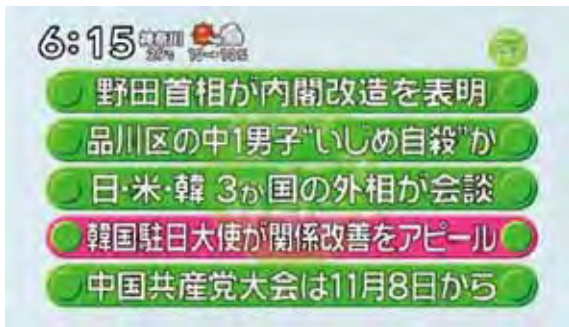 6:15 神奈川
野田首相が内閣改造を表明
品川区の中1男子“いじめ自殺”か
日・米・韓 3か国の外相が会談
韓国駐日大使が関係改善をアピール
中国共産党大会は11月8日から